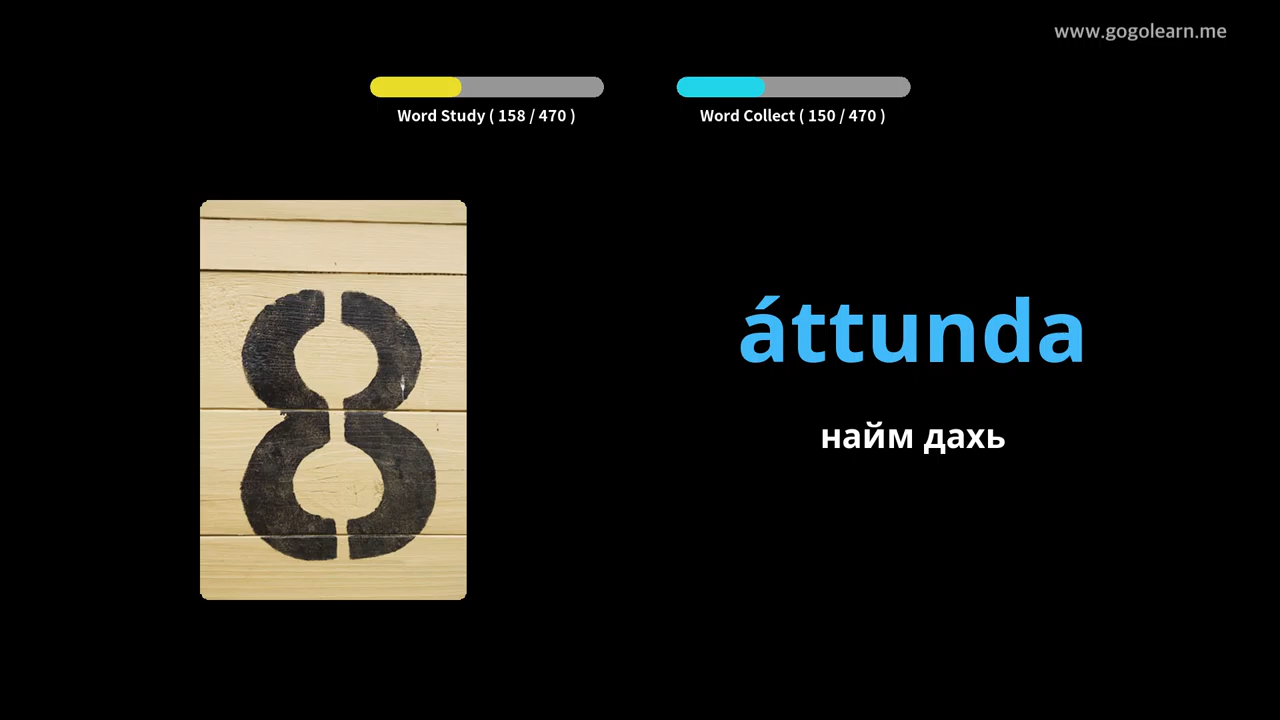 www.gogolearn.me
Word Study ( 158 / 470 )
Word Collect ( 150 / 470 )
8
áttunda
найм дахь